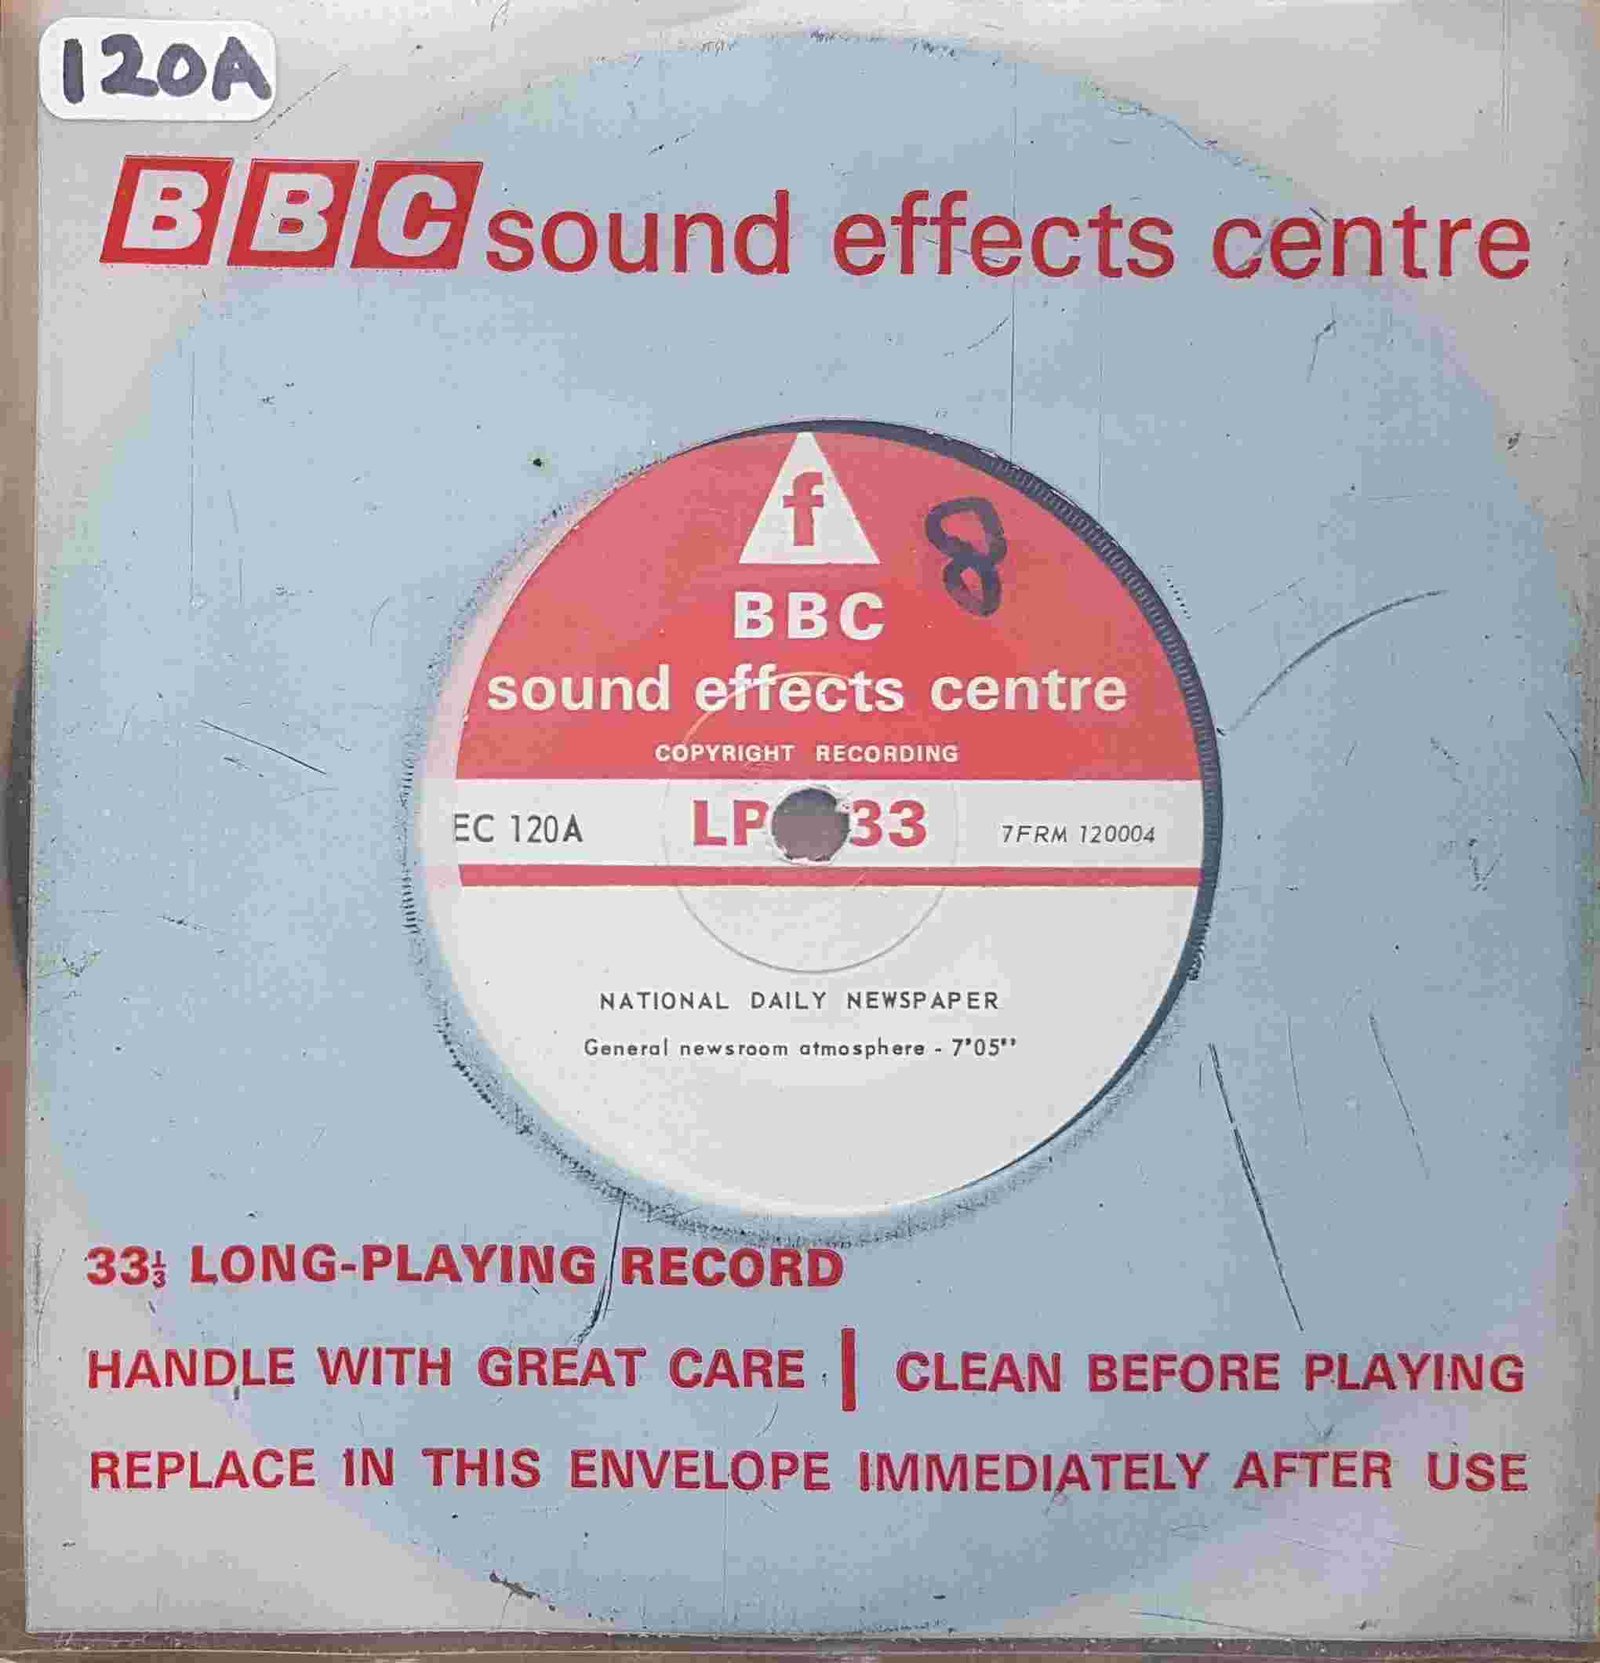 120A
BBC sound effects centre
f
8
BBC
sound effects centre
COPYRIGHT RECORDING
EC 120A LP 33 7FRM 120004
NATIONAL DAILY NEWSPAPER
General newsroom atmosphere - 7'05"
33⅓ LONG-PLAYING RECORD
HANDLE WITH GREAT CARE | CLEAN BEFORE PLAYING
REPLACE IN THIS ENVELOPE IMMEDIATELY AFTER USE